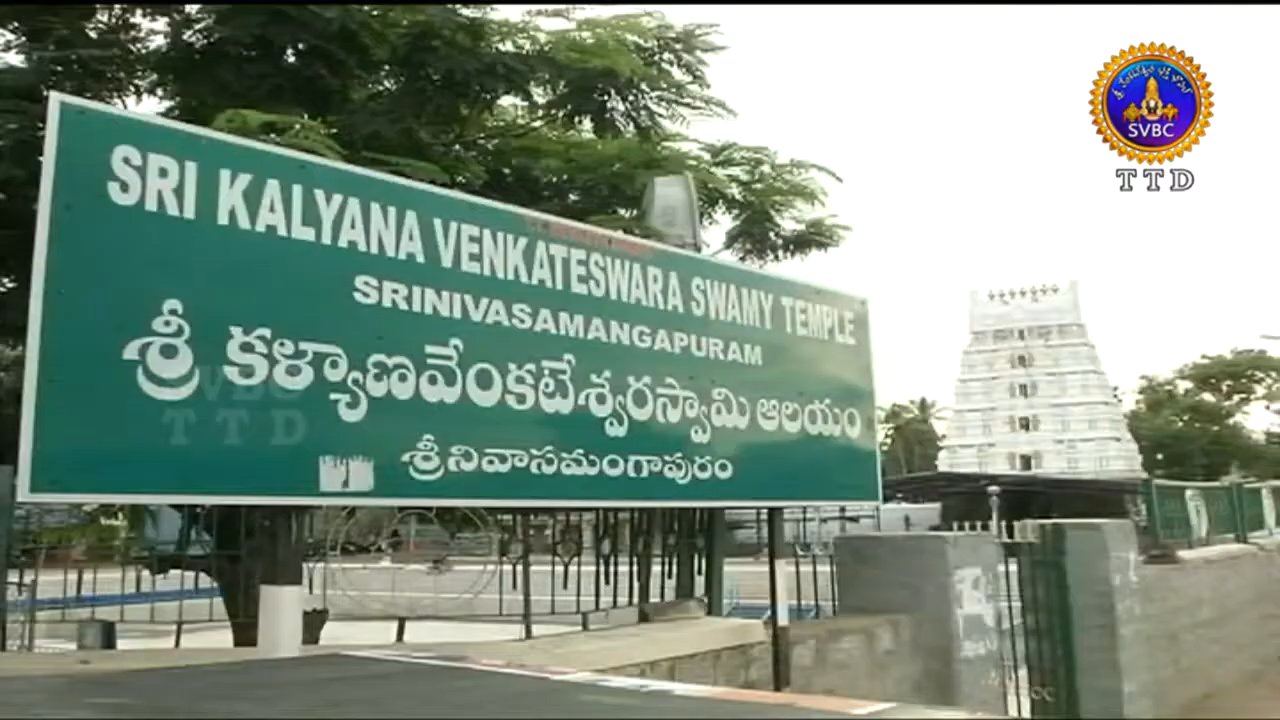 SRI KALYANA VENKATESWARA SWAMY TEMPLE
SRINIVASAMANGAPURAM
శ్రీ కళ్యాణవేంకటేశ్వరస్వామి ఆలయం
శ్రీనివాసమంగాపురం
SVBC
TTD